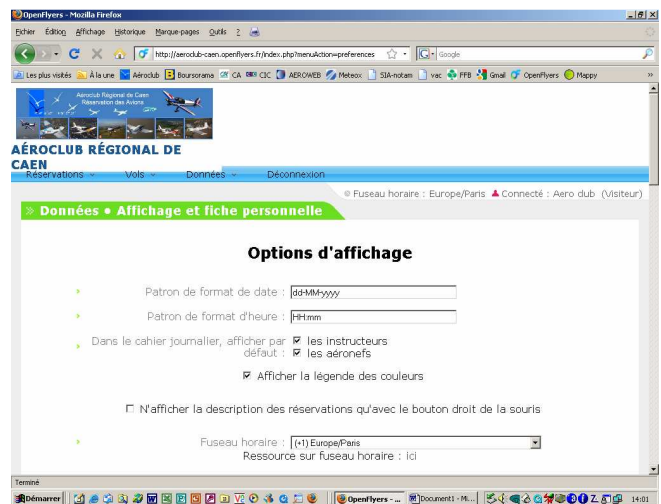 OpenFlyers - Mozilla Firefox
Fichier Édition Affichage Historique Marque-pages Outils ?
http://aeroclub-caen.openflyers.fr/index.php?menuAction=preferences
Google
Les plus visités À la une Aéroclub Boursorama CA CIC AEROWEB Meteox SIA-notam vac FFB Gmail OpenFlyers Mappy »
Aéroclub Régional de Caen
Réservation des Avions
AÉROCLUB RÉGIONAL DE
CAEN
Réservations Vols Données Déconnexion
Fuseau horaire : Europe/Paris Connecté : Aero club (Visiteur)
» Données • Affichage et fiche personnelle
Options d'affichage
Patron de format de date : dd-MM-yyyy
Patron de format d'heure : HH:mm
Dans le cahier journalier, afficher par les instructeurs
défaut : les aéronefs
Afficher la légende des couleurs
N'afficher la description des réservations qu'avec le bouton droit de la souris
Fuseau horaire : (+1) Europe/Paris
Ressource sur fuseau horaire : ici
Terminé
Démarrer OpenFlyers - ... Document1 - Mi... 14:01